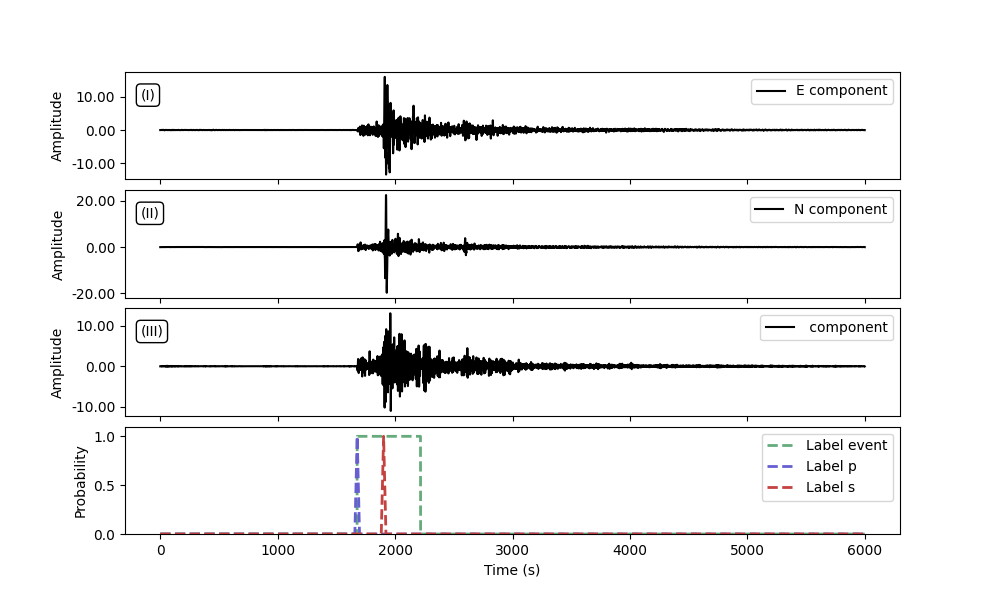 (I)
E component
10.00
0.00
-10.00
Amplitude
(II)
N component
20.00
0.00
-20.00
Amplitude
(III)
component
10.00
0.00
-10.00
Amplitude
Label event
Label p
Label s
1.0
0.5
0.0
Probability
0 1000 2000 3000 4000 5000 6000
Time (s)